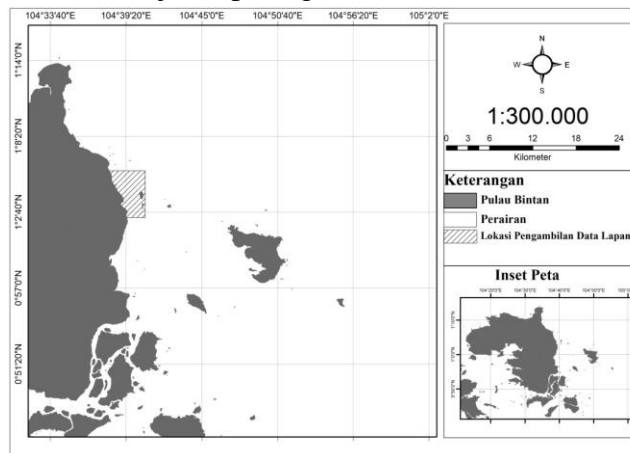 104°33'40"E 104°39'20"E 104°45'0"E 104°50'40"E 104°56'20"E 105°2'0"E
1°14'0"N
1°8'20"N
1°2'40"N
0°57'0"N
0°51'20"N
N
W E
S
1:300.000
0 3 6 12 18 24
Kilometer
Keterangan
Pulau Bintan
Perairan
Lokasi Pengambilan Data Lapan
Inset Peta